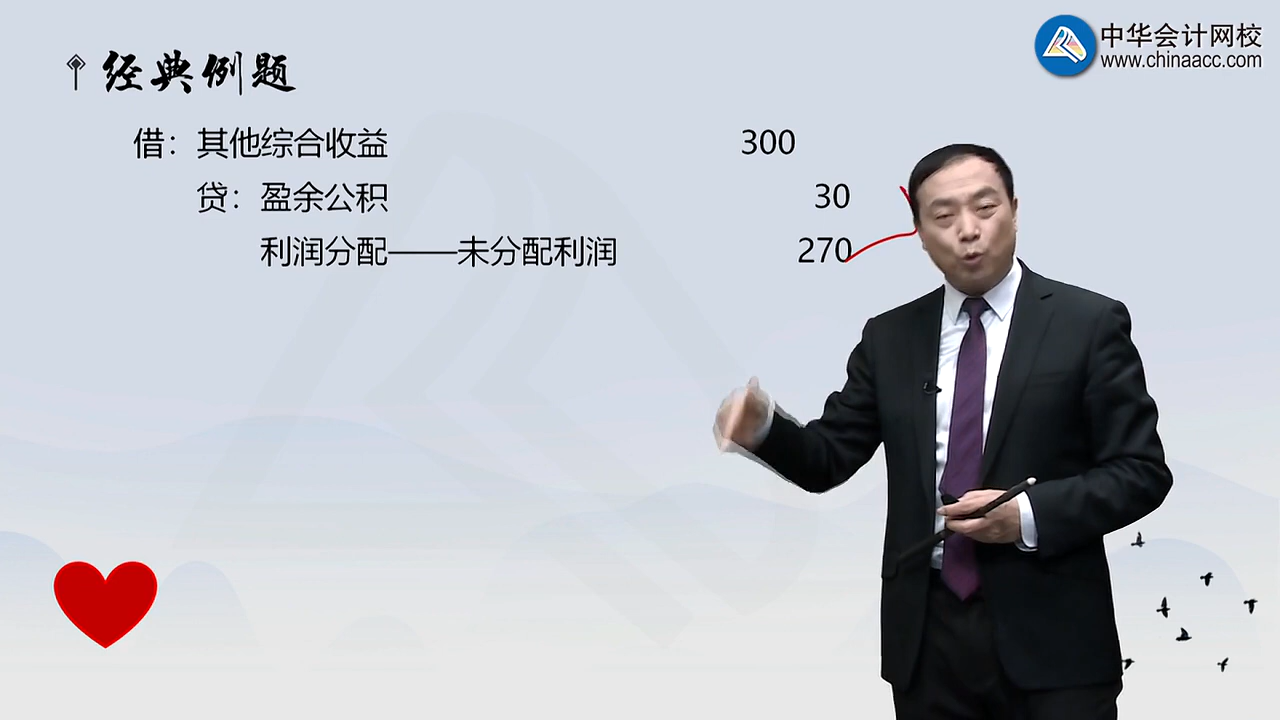 经典例题
中华会计网校
www.chinaacc.com
借：其他综合收益 300
贷：盈余公积 30
利润分配——未分配利润 270